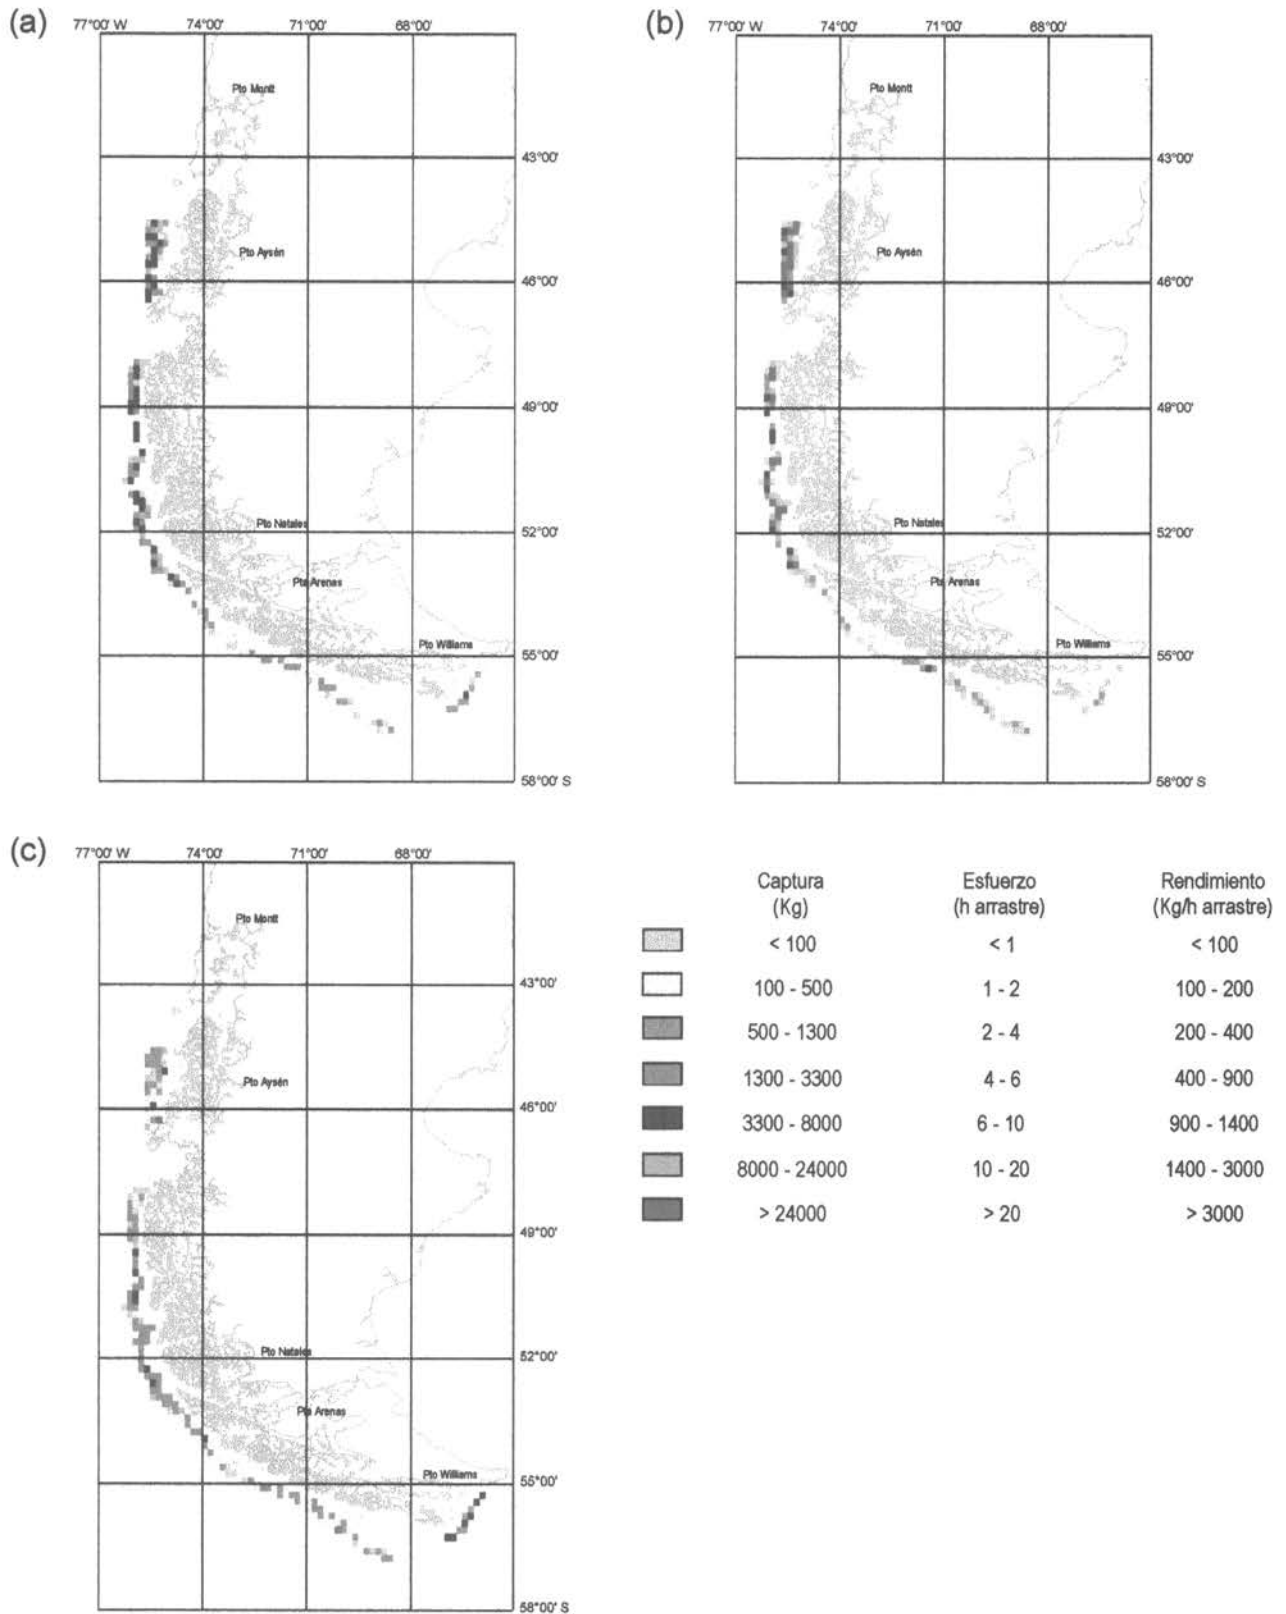 (a)
77°00' W 74°00' 71°00' 68°00'
Pto Montt
43°00'
Pto Aysén
46°00'
49°00'
Pto Natales
52°00'
Pta Arenas
Pto Williams
55°00'
58°00' S
(b)
77°00' W 74°00' 71°00' 68°00'
Pto Montt
43°00'
Pto Aysén
46°00'
49°00'
Pto Natales
52°00'
Pta Arenas
Pto Williams
55°00'
58°00' S
(c)
77°00' W 74°00' 71°00' 68°00'
Pto Montt
43°00'
Pto Aysén
46°00'
49°00'
Pto Natales
52°00'
Pta Arenas
Pto Williams
55°00'
58°00' S
Captura Esfuerzo Rendimiento
(Kg) (h arrastre) (Kg/h arrastre)
< 100 < 1 < 100
100 - 500 1 - 2 100 - 200
500 - 1300 2 - 4 200 - 400
1300 - 3300 4 - 6 400 - 900
3300 - 8000 6 - 10 900 - 1400
8000 - 24000 10 - 20 1400 - 3000
> 24000 > 20 > 3000